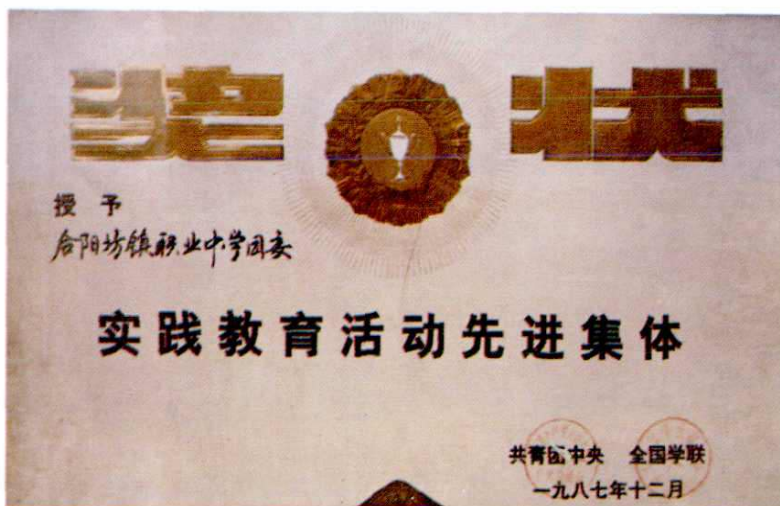 奖状
授予
合阳坊镇职业中学团委
实践教育活动先进集体
共青团中央 全国学联
一九八七年十二月